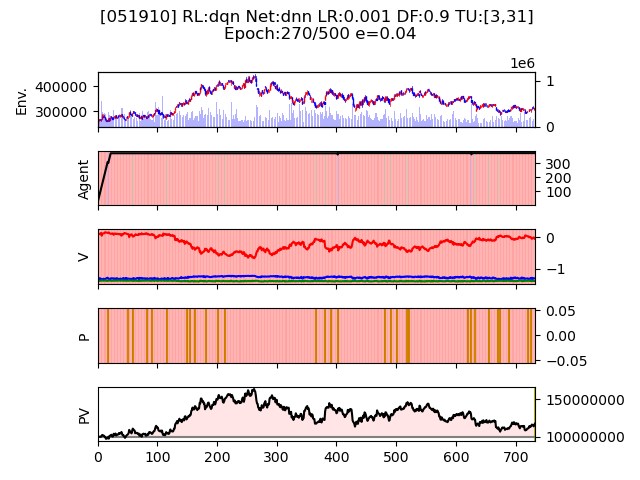 [051910] RL:dqn Net:dnn LR:0.001 DF:0.9 TU:[3,31]
Epoch:270/500 e=0.04
1e6
Env.
400000
300000
1
0
Agent
300
200
100
V
0
−1
P
0.05
0.00
−0.05
PV
150000000
100000000
0 100 200 300 400 500 600 700